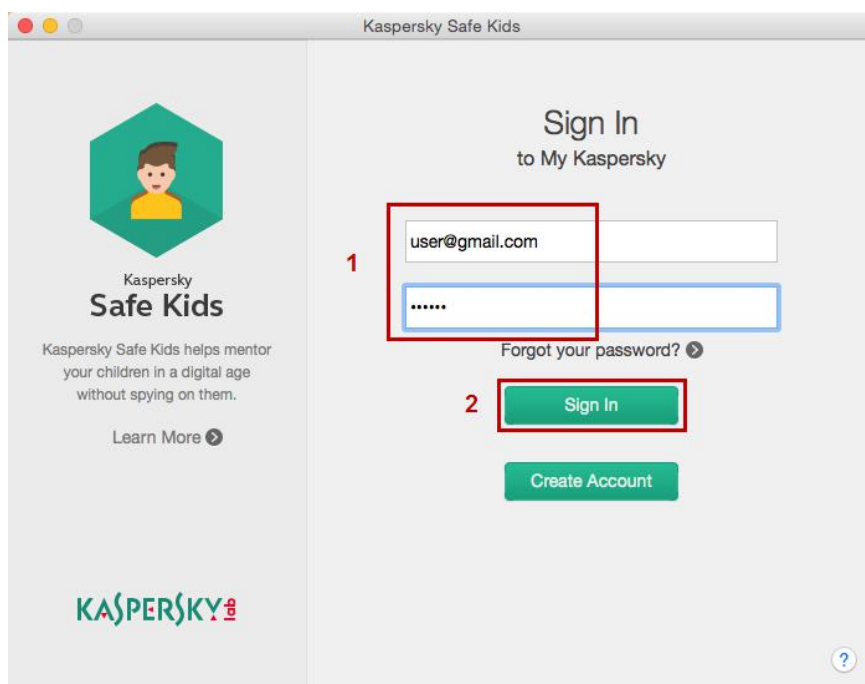 Kaspersky Safe Kids
Kaspersky
Safe Kids
Kaspersky Safe Kids helps mentor
your children in a digital age
without spying on them.
Learn More
KASPERSKY lab
Sign In
to My Kaspersky
1
user@gmail.com
••••••
Forgot your password?
2
Sign In
Create Account
?